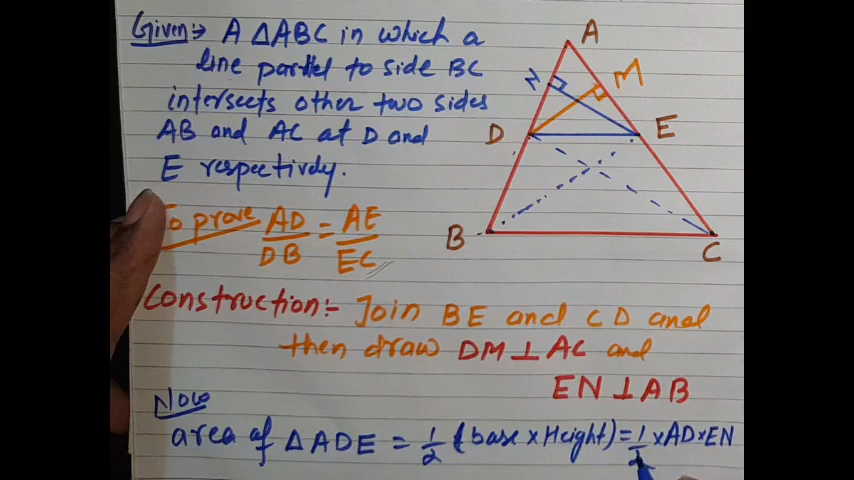 Given:→ A △ABC in which a
line parallel to side BC
intersects other two sides
AB and AC at D and
E respectively.
To prove AD/DB = AE/EC
Construction:- Join BE and CD and
then draw DM⊥AC and
EN⊥AB
Now
area of △ADE = 1/2 (base×Height) = 1/2 ×AD×EN
A
N
M
D
E
B
C